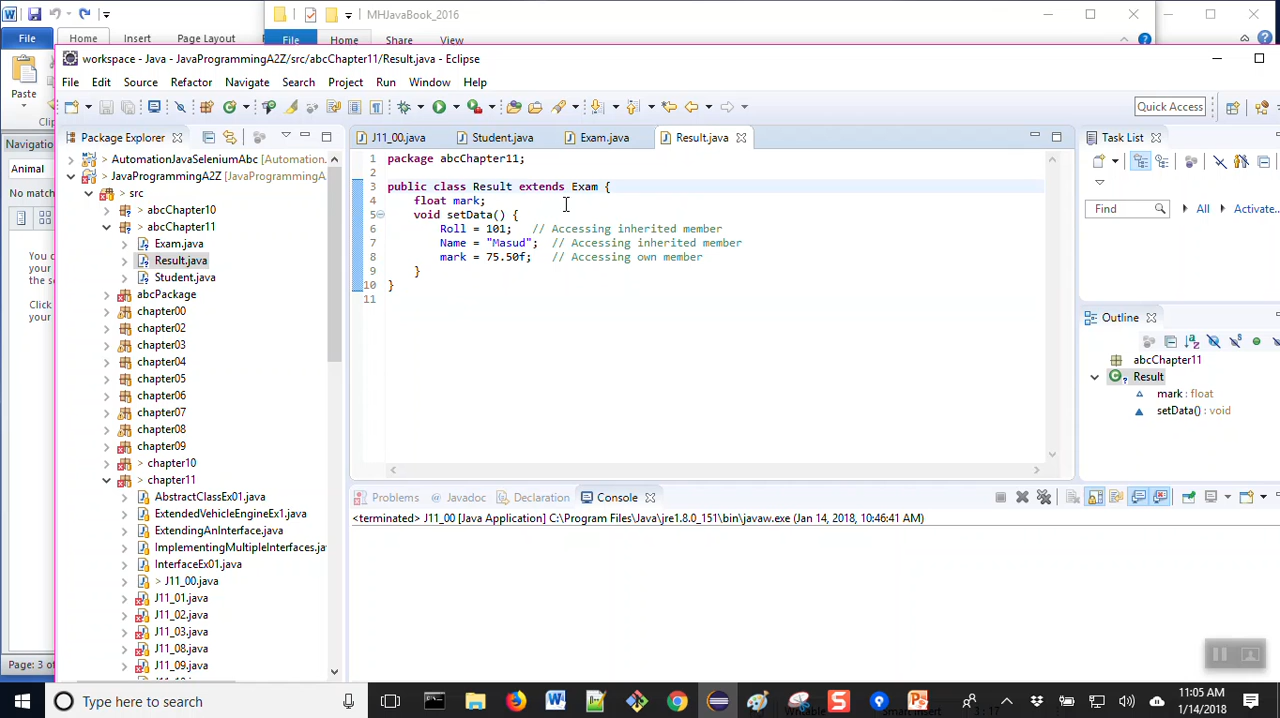 MHJavaBook_2016
File Home Insert Page Layout File Home Share View
workspace - Java - JavaProgrammingA2Z/src/abcChapter11/Result.java - Eclipse
File Edit Source Refactor Navigate Search Project Run Window Help
Paste
Quick Access
Package Explorer J11_00.java Student.java Exam.java Result.java Task List
Navigation
Animal
No match
You
your
the se
Click
your
AutomationJavaSeleniumAbc [Automation.
JavaProgrammingA2Z [JavaProgrammingA
src
> abcChapter10
> abcChapter11
Exam.java
Result.java
Student.java
abcPackage
chapter00
chapter02
chapter03
chapter04
chapter05
chapter06
chapter07
chapter08
chapter09
> chapter10
> chapter11
AbstractClassEx01.java
ExtendedVehicleEngineEx1.java
ExtendingAnInterface.java
ImplementingMultipleInterfaces.ja
InterfaceEx01.java
> J11_00.java
J11_01.java
J11_02.java
J11_03.java
J11_08.java
J11_09.java
1 package abcChapter11;
2
3 public class Result extends Exam {
4 float mark;
5 void setData() {
6 Roll = 101; // Accessing inherited member
7 Name = "Masud"; // Accessing inherited member
8 mark = 75.50f; // Accessing own member
9 }
10 }
11
Find All Activate..
Outline
abcChapter11
Result
mark : float
setData() : void
Problems Javadoc Declaration Console
<terminated> J11_00 [Java Application] C:\Program Files\Java\jre1.8.0_151\bin\javaw.exe (Jan 14, 2018, 10:46:41 AM)
Page: 3 of
Type here to search
11:05 AM
1/14/2018